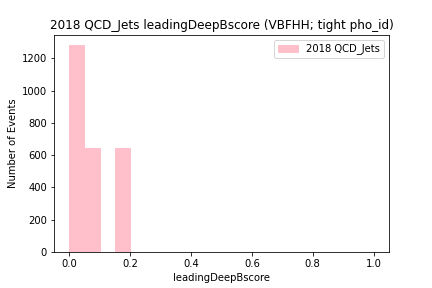 2018 QCD_Jets leadingDeepBscore (VBFHH; tight pho_id)
2018 QCD_Jets
Number of Events
1200
1000
800
600
400
200
0
0.0 0.2 0.4 0.6 0.8 1.0
leadingDeepBscore